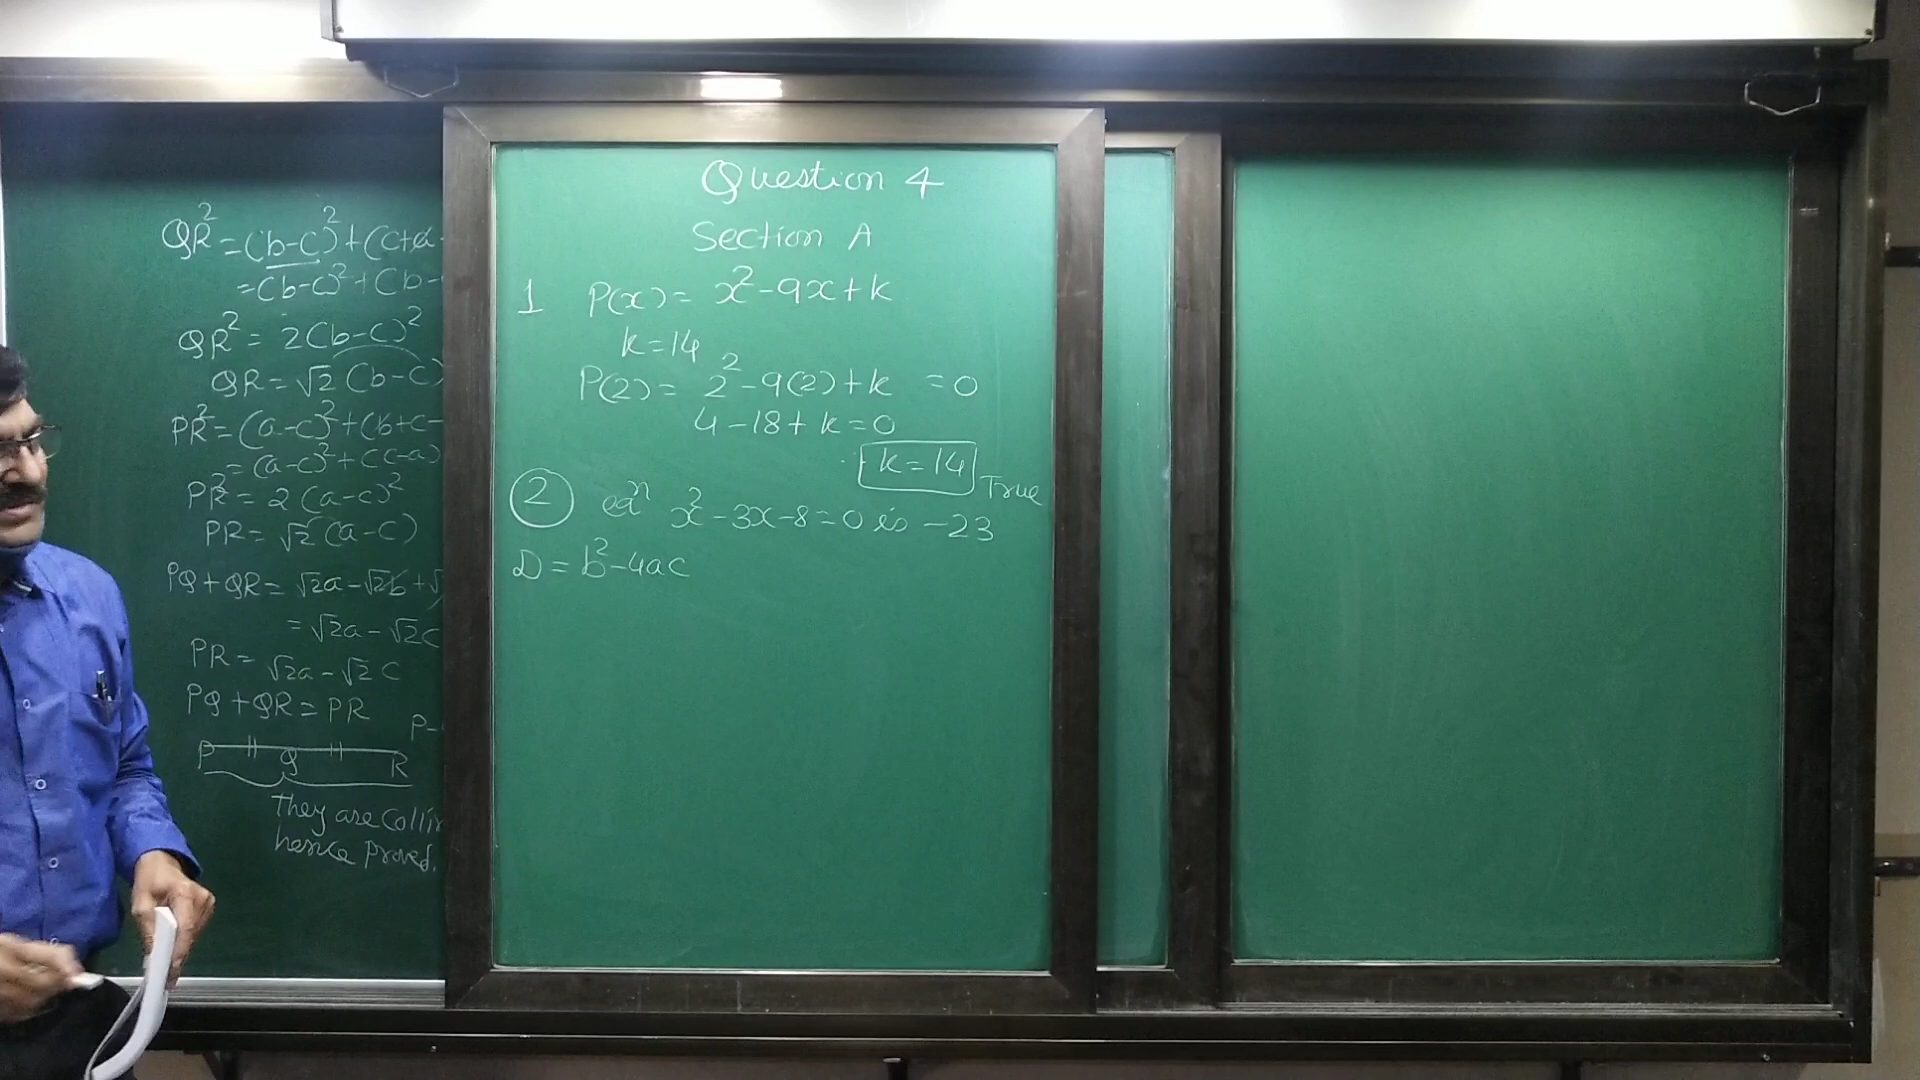 QR² = (b-c)² + (c+a-
= (b-c)² + (b-
QR² = 2(b-c)²
QR = √2 (b-c)
PR² = (a-c)² + (b+c-
= (a-c)² + (c-a)
PR² = 2(a-c)²
PR = √2 (a-c)
PQ + QR = √2a - √2b + √
= √2a - √2c
PR = √2a - √2c
PQ + QR = PR
P-
P Q R
They are collin
hence proved.
Question 4
Section A
1 P(x) = x² - 9x + k
k = 14
P(2) = 2² - 9(2) + k = 0
4 - 18 + k = 0
k = 14 True
2 eqⁿ x² - 3x - 8 = 0 is -23
D = b² - 4ac